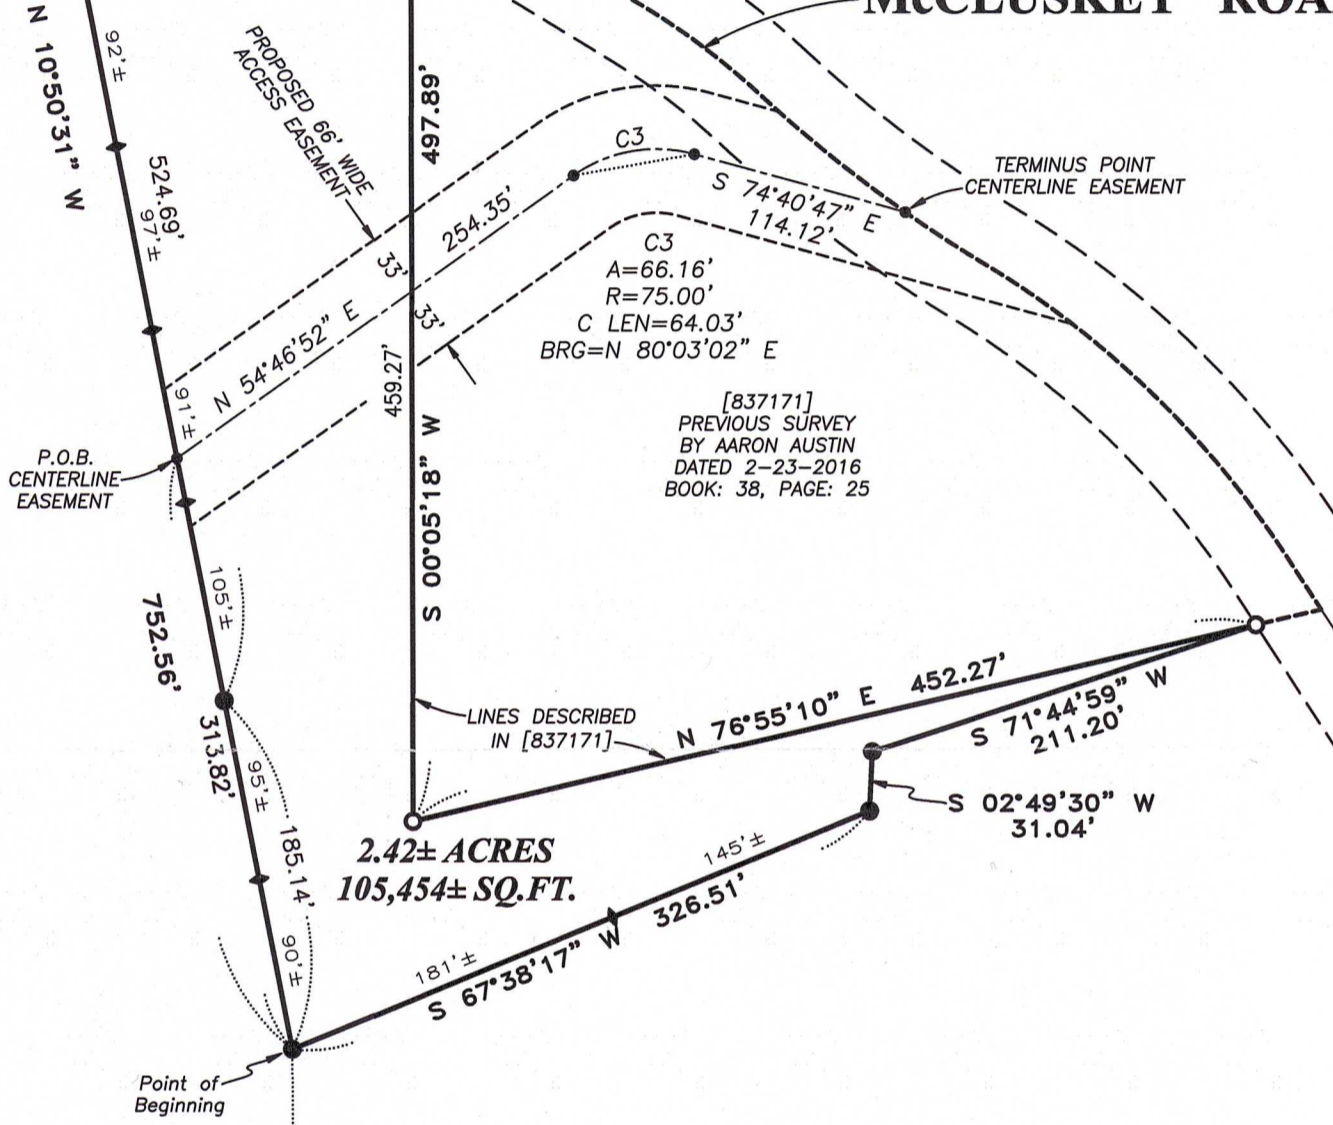 McCLUSKEY ROA
N 10°50'31" W
92'±
PROPOSED 66' WIDE
ACCESS EASEMENT
497.89'
524.69'
97'±
C3
254.35'
S 74°40'47" E
114.12'
TERMINUS POINT
CENTERLINE EASEMENT
33'
33'
C3
A=66.16'
R=75.00'
C LEN=64.03'
BRG=N 80°03'02" E
N 54°46'52" E
459.27'
91'±
S 00°05'18" W
[837171]
PREVIOUS SURVEY
BY AARON AUSTIN
DATED 2-23-2016
BOOK: 38, PAGE: 25
P.O.B.
CENTERLINE
EASEMENT
105'±
752.56'
313.82'
LINES DESCRIBED
IN [837171]
N 76°55'10" E 452.27'
S 71°44'59" W
211.20'
S 02°49'30" W
31.04'
95'±
185.14'
2.42± ACRES
105,454± SQ.FT.
145'±
326.51'
181'±
S 67°38'17" W
90'±
Point of
Beginning